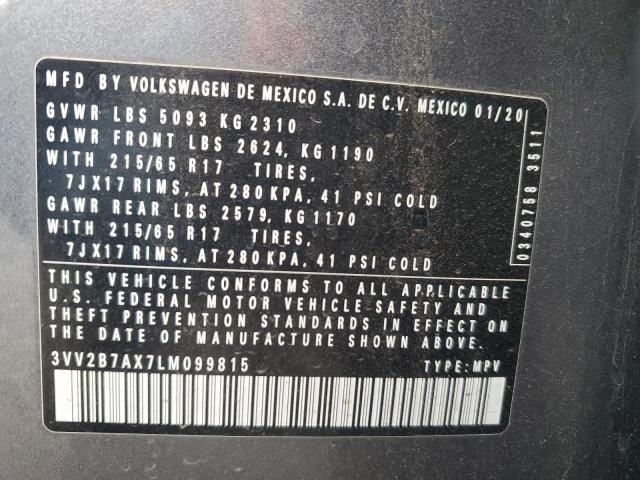 MFD BY VOLKSWAGEN DE MEXICO S.A. DE C.V. MEXICO 01/20
GVWR LBS 5093 KG 2310
GAWR FRONT LBS 2624, KG 1190
WITH 215/65 R17 TIRES,
7JX17 RIMS, AT 280 KPA, 41 PSI COLD
GAWR REAR LBS 2579, KG 1170
WITH 215/65 R17 TIRES,
7JX17 RIMS, AT 280 KPA, 41 PSI COLD
0340758 3511
THIS VEHICLE CONFORMS TO ALL APPLICABLE
U.S. FEDERAL MOTOR VEHICLE SAFETY AND
THEFT PREVENTION STANDARDS IN EFFECT ON
THE DATE OF MANUFACTURE SHOWN ABOVE.
3VV2B7AX7LM099815 TYPE: MPV